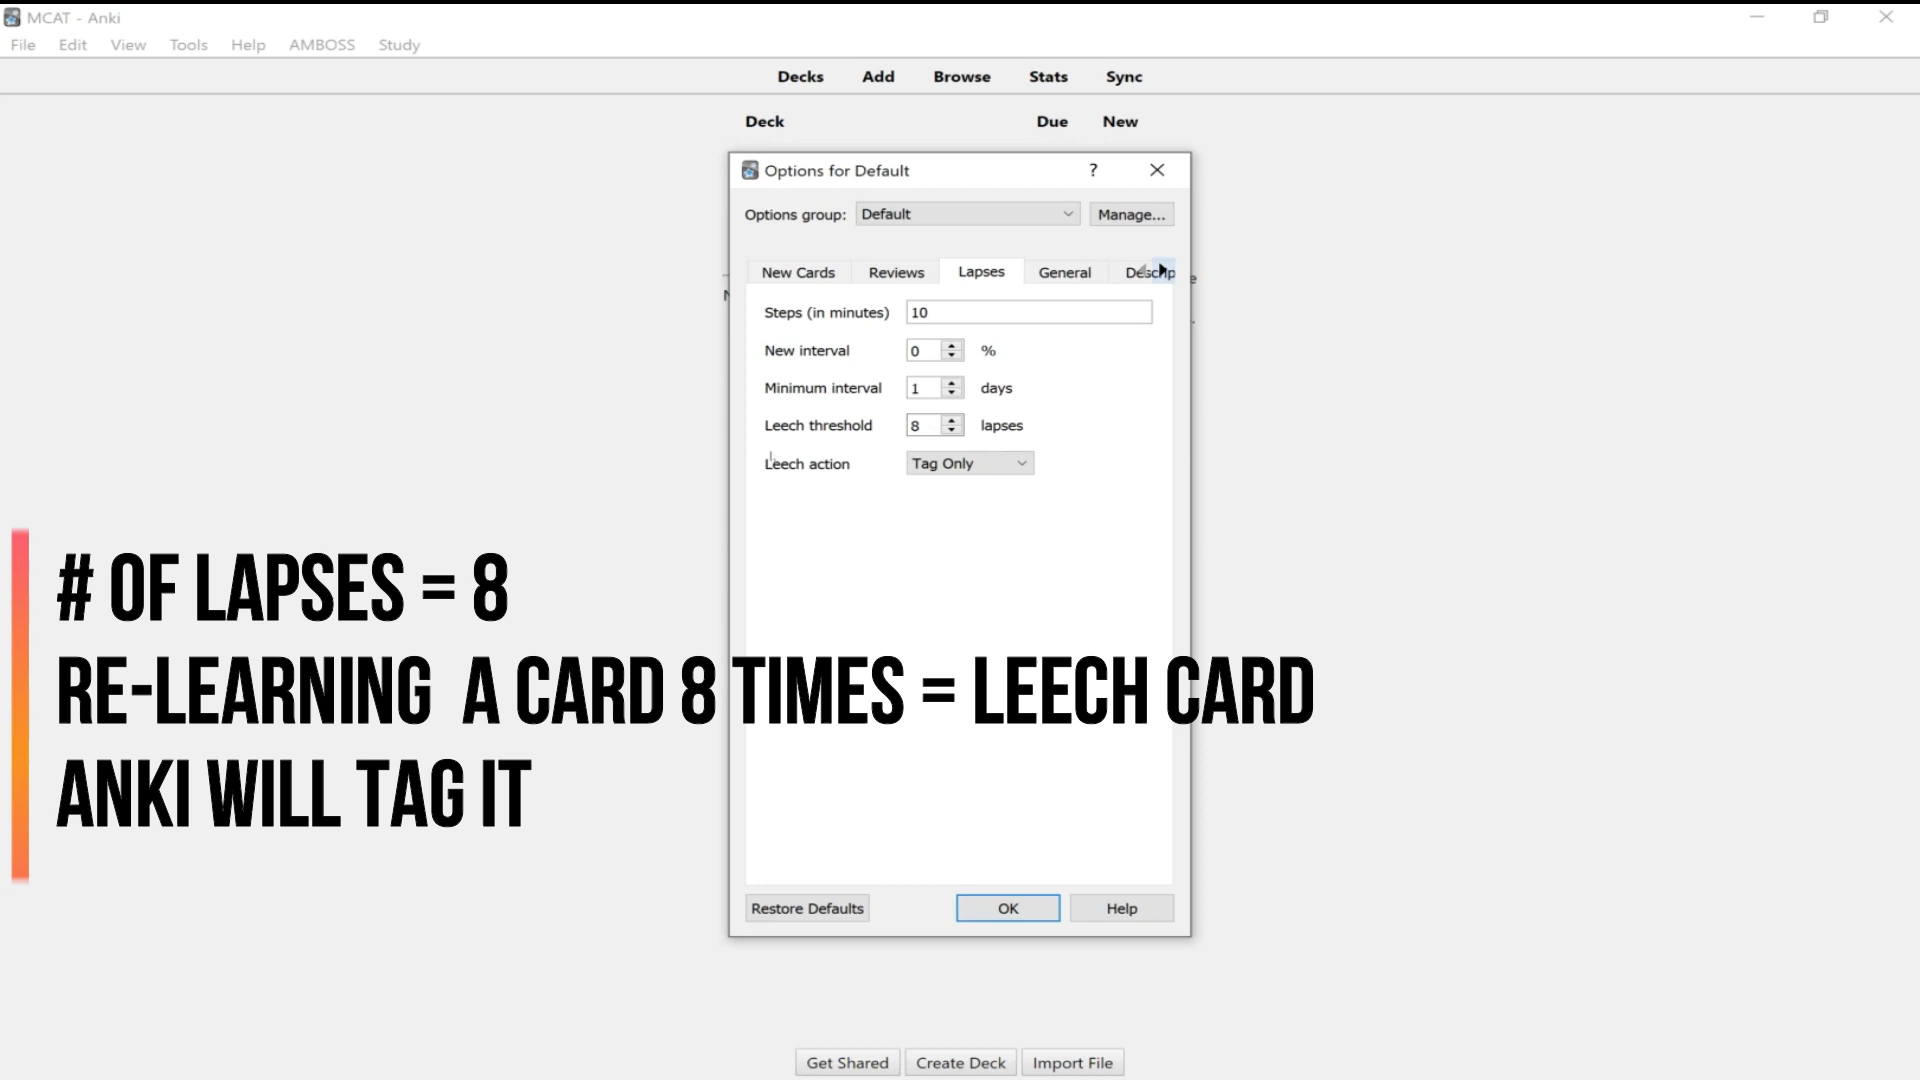 MCAT - Anki
File Edit View Tools Help AMBOSS Study
Decks Add Browse Stats Sync
Deck Due New
Options for Default ?
Options group: Default Manage...
New Cards Reviews Lapses General Descrip
Steps (in minutes) 10
New interval 0 %
Minimum interval 1 days
Leech threshold 8 lapses
Leech action Tag Only
# OF LAPSES = 8
RE-LEARNING A CARD 8 TIMES = LEECH CARD
ANKI WILL TAG IT
Restore Defaults OK Help
Get Shared Create Deck Import File